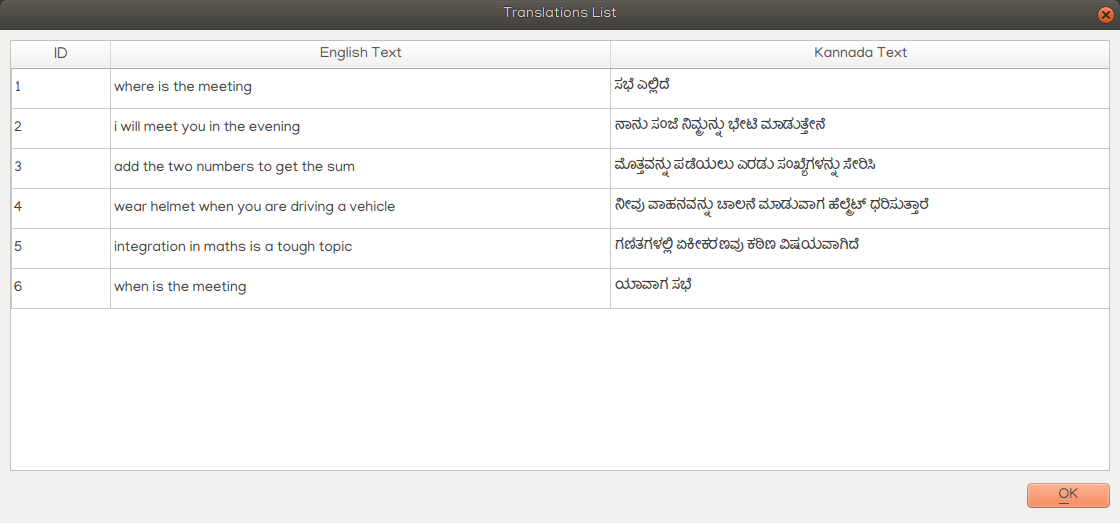 Translations List
ID English Text Kannada Text
1 where is the meeting ಸಭೆ ಎಲ್ಲಿದೆ
2 i will meet you in the evening ನಾನು ಸಂಜೆ ನಿಮ್ಮನ್ನು ಭೇಟಿ ಮಾಡುತ್ತೇನೆ
3 add the two numbers to get the sum ಮೊತ್ತವನ್ನು ಪಡೆಯಲು ಎರಡು ಸಂಖ್ಯೆಗಳನ್ನು ಸೇರಿಸಿ
4 wear helmet when you are driving a vehicle ನೀವು ವಾಹನವನ್ನು ಚಾಲನೆ ಮಾಡುವಾಗ ಹೆಲ್ಮೆಟ್ ಧರಿಸುತ್ತಾರೆ
5 integration in maths is a tough topic ಗಣಿತಗಳಲ್ಲಿ ಏಕೀಕರಣವು ಕಠಿಣ ವಿಷಯವಾಗಿದೆ
6 when is the meeting ಯಾವಾಗ ಸಭೆ
OK